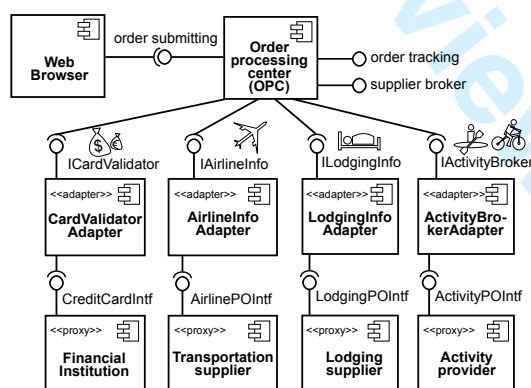 Web
Browser
order submitting
Order
processing
center
(OPC)
order tracking
supplier broker
$
€
ICardValidator
IAirlineInfo
ILodgingInfo
IActivityBroker
<<adapter>>
CardValidator
Adapter
<<adapter>>
AirlineInfo
Adapter
<<adapter>>
LodgingInfo
Adapter
<<adapter>>
ActivityBro-
kerAdapter
CreditCardIntf
AirlinePOIntf
LodgingPOIntf
ActivityPOIntf
<<proxy>>
Financial
Institution
<<proxy>>
Transportation
supplier
<<proxy>>
Lodging
supplier
<<proxy>>
Activity
provider